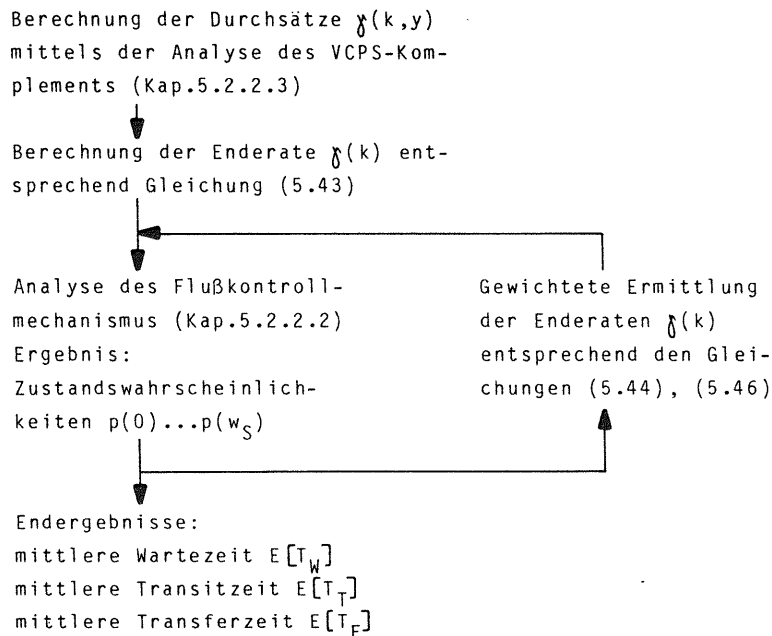 Berechnung der Durchsätze γ(k,y)
mittels der Analyse des VCPS-Kom-
plements (Kap.5.2.2.3)
Berechnung der Enderate γ(k) ent-
sprechend Gleichung (5.43)
Analyse des Flußkontroll-
mechanismus (Kap.5.2.2.2)
Ergebnis:
Zustandswahrscheinlich-
keiten p(0)...p(w_S)
Gewichtete Ermittlung
der Enderaten γ(k)
entsprechend den Glei-
chungen (5.44), (5.46)
Endergebnisse:
mittlere Wartezeit E[T_W]
mittlere Transitzeit E[T_T]
mittlere Transferzeit E[T_F]